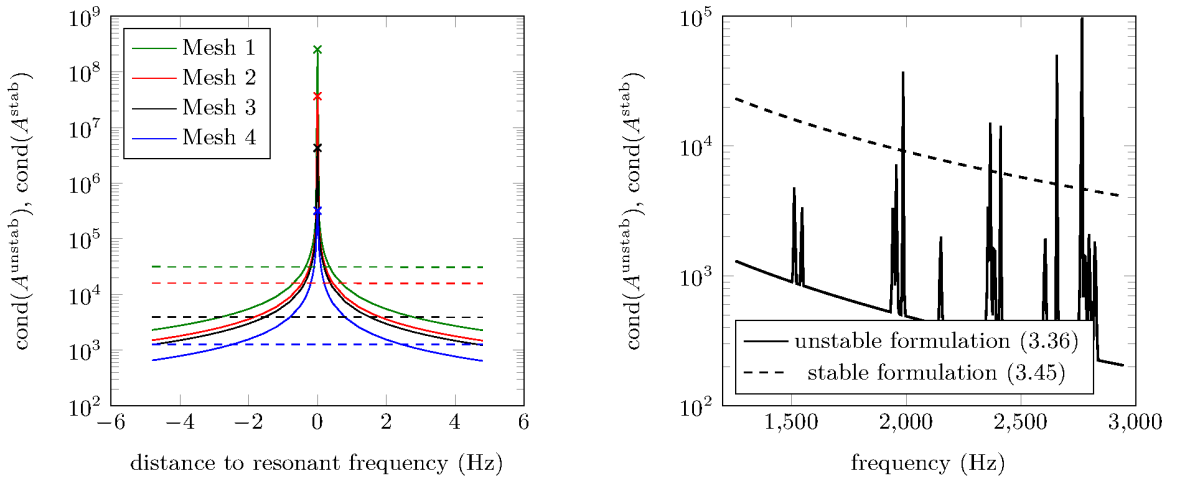 10^9
10^8
10^7
10^6
10^5
10^4
10^3
10^2
cond(A^unstab), cond(A^stab)
Mesh 1
Mesh 2
Mesh 3
Mesh 4
−6 −4 −2 0 2 4 6
distance to resonant frequency (Hz)
10^5
10^4
10^3
10^2
cond(A^unstab), cond(A^stab)
unstable formulation (3.36)
stable formulation (3.45)
1,500 2,000 2,500 3,000
frequency (Hz)